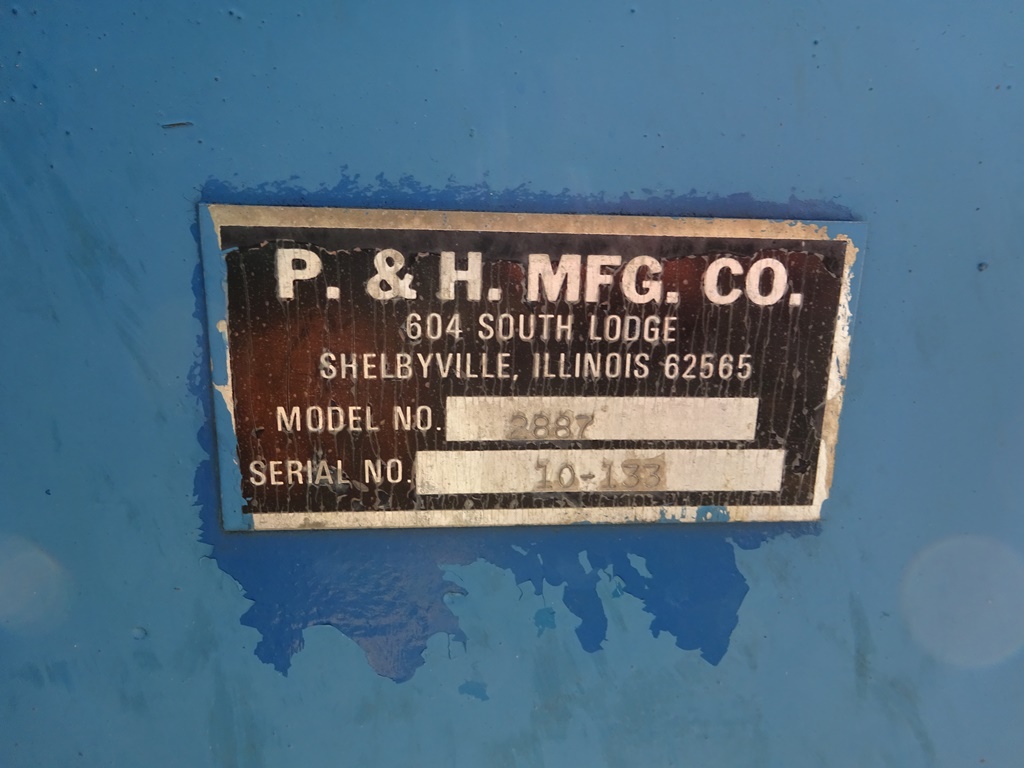 P. & H. MFG. CO.
604 SOUTH LODGE
SHELBYVILLE, ILLINOIS 62565
MODEL NO. 2887
SERIAL NO. 10-133